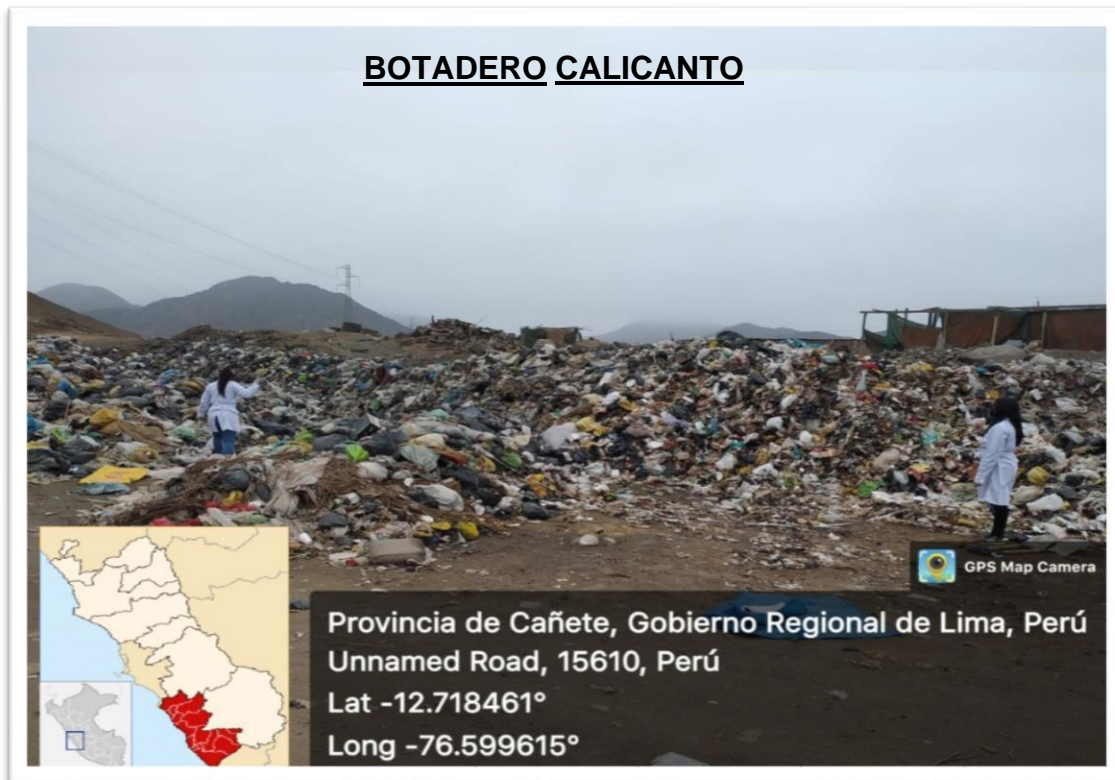 BOTADERO CALICANTO
GPS Map Camera
Provincia de Cañete, Gobierno Regional de Lima, Perú
Unnamed Road, 15610, Perú
Lat -12.718461°
Long -76.599615°